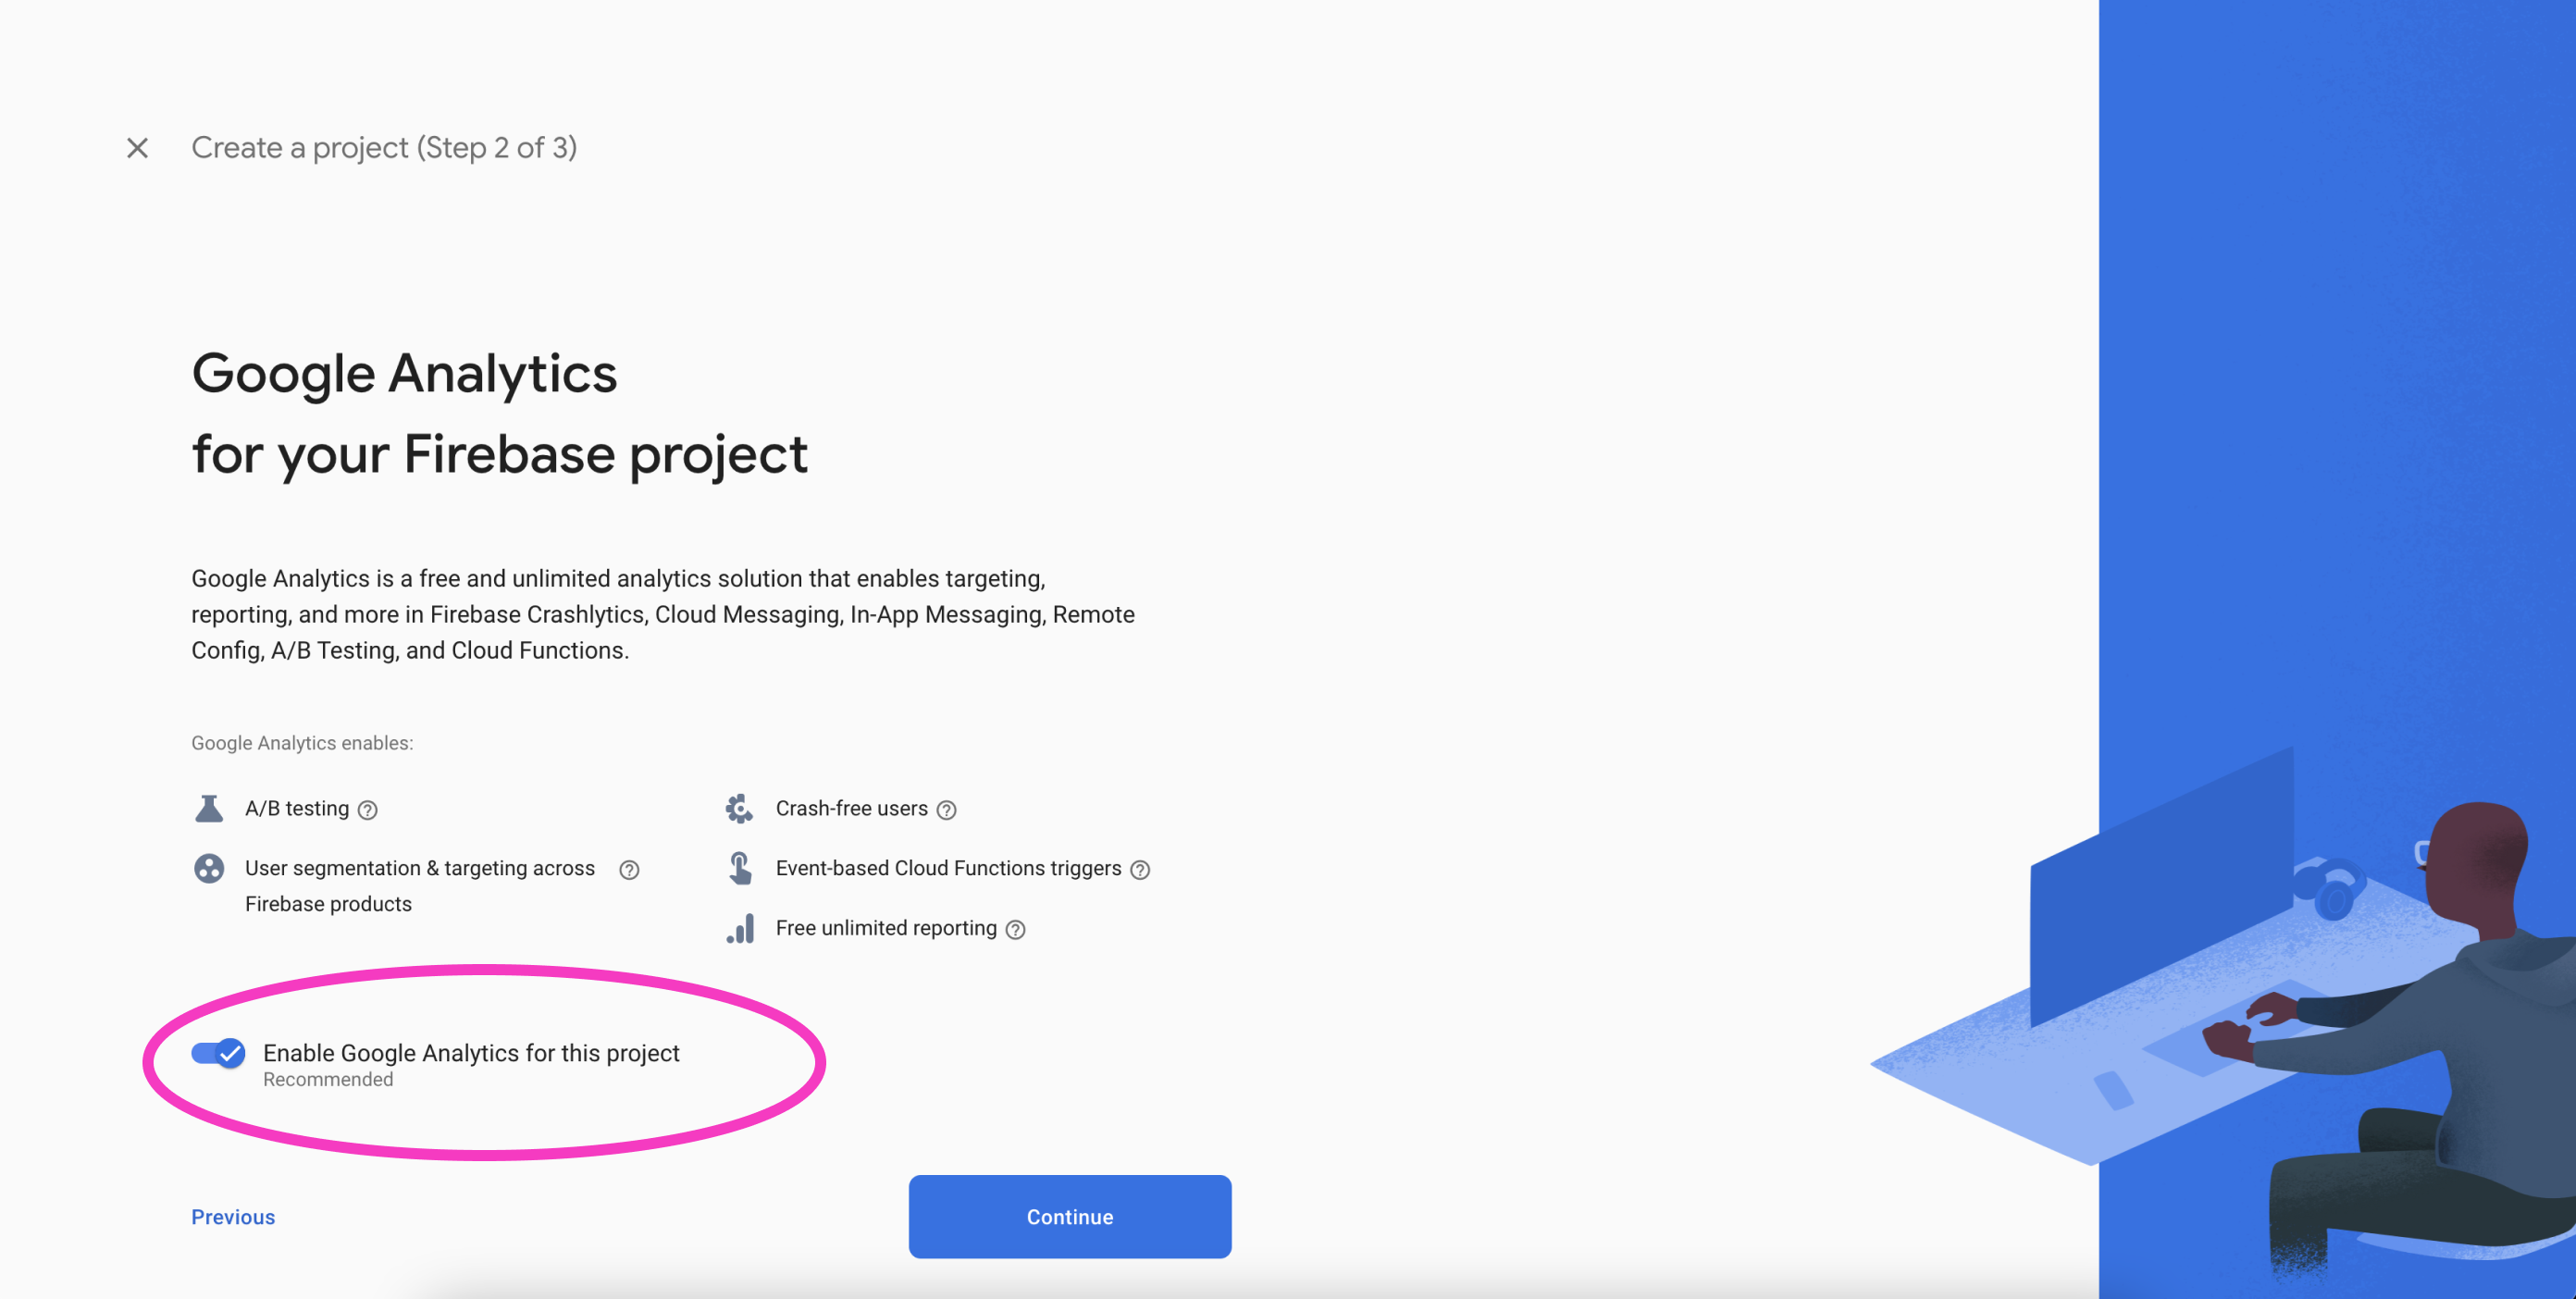 Create a project (Step 2 of 3)
Google Analytics
for your Firebase project
Google Analytics is a free and unlimited analytics solution that enables targeting,
reporting, and more in Firebase Crashlytics, Cloud Messaging, In-App Messaging, Remote
Config, A/B Testing, and Cloud Functions.
Google Analytics enables:
A/B testing
User segmentation & targeting across
Firebase products
Crash-free users
Event-based Cloud Functions triggers
Free unlimited reporting
Enable Google Analytics for this project
Recommended
Previous
Continue